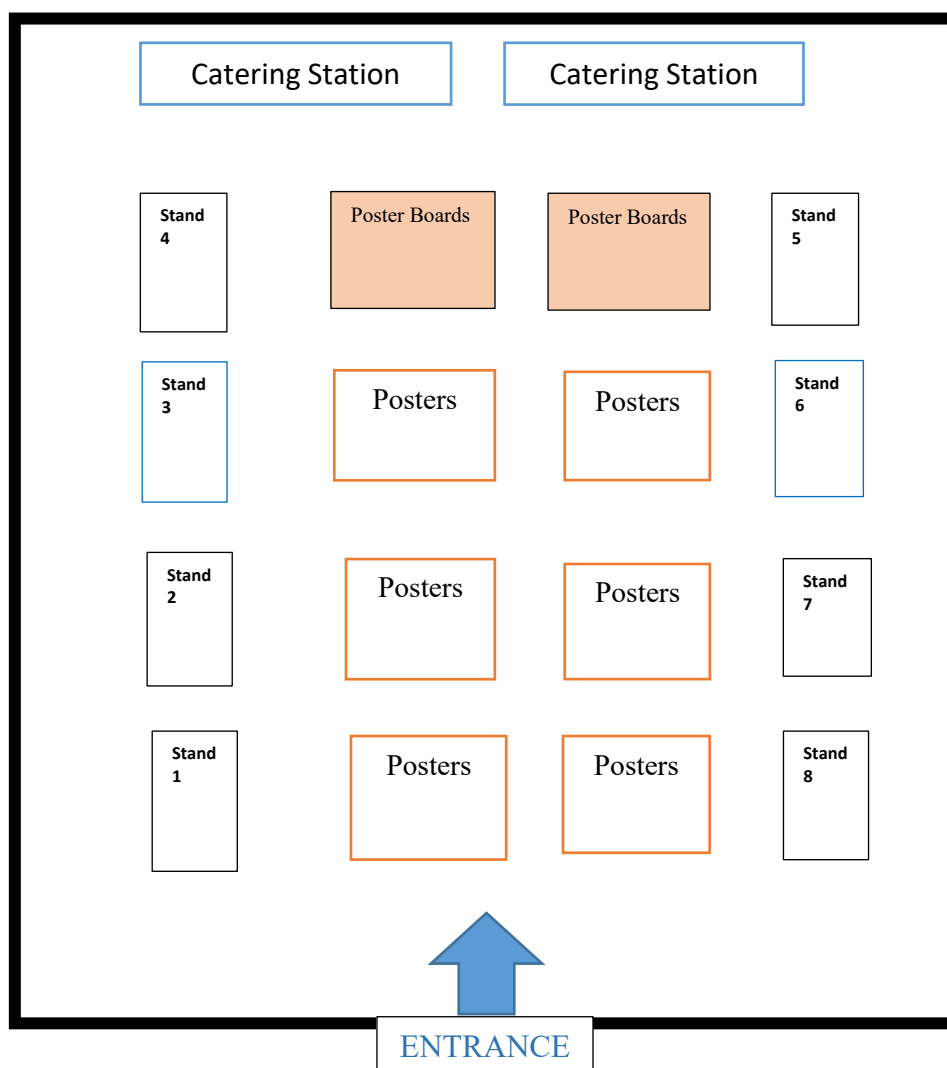 Catering Station
Catering Station
Stand
4
Poster Boards
Poster Boards
Stand
5
Stand
3
Posters
Posters
Stand
6
Stand
2
Posters
Posters
Stand
7
Stand
1
Posters
Posters
Stand
8
ENTRANCE